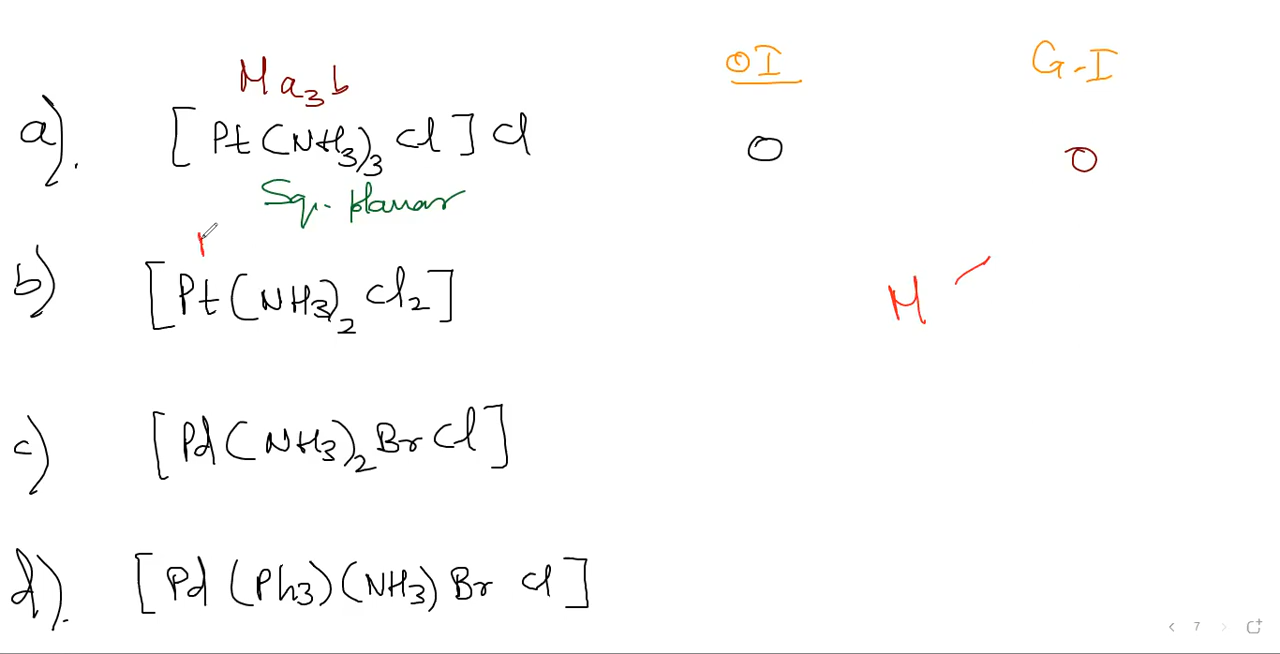 OI G-I
Ma3b
a). [Pt(NH3)3 Cl]Cl O O
Sq. planar
b) [Pt(NH3)2 Cl2] M
c) [Pd(NH3)2 Br Cl]
d). [Pd (Ph3)(NH3) Br Cl]
< 7 >